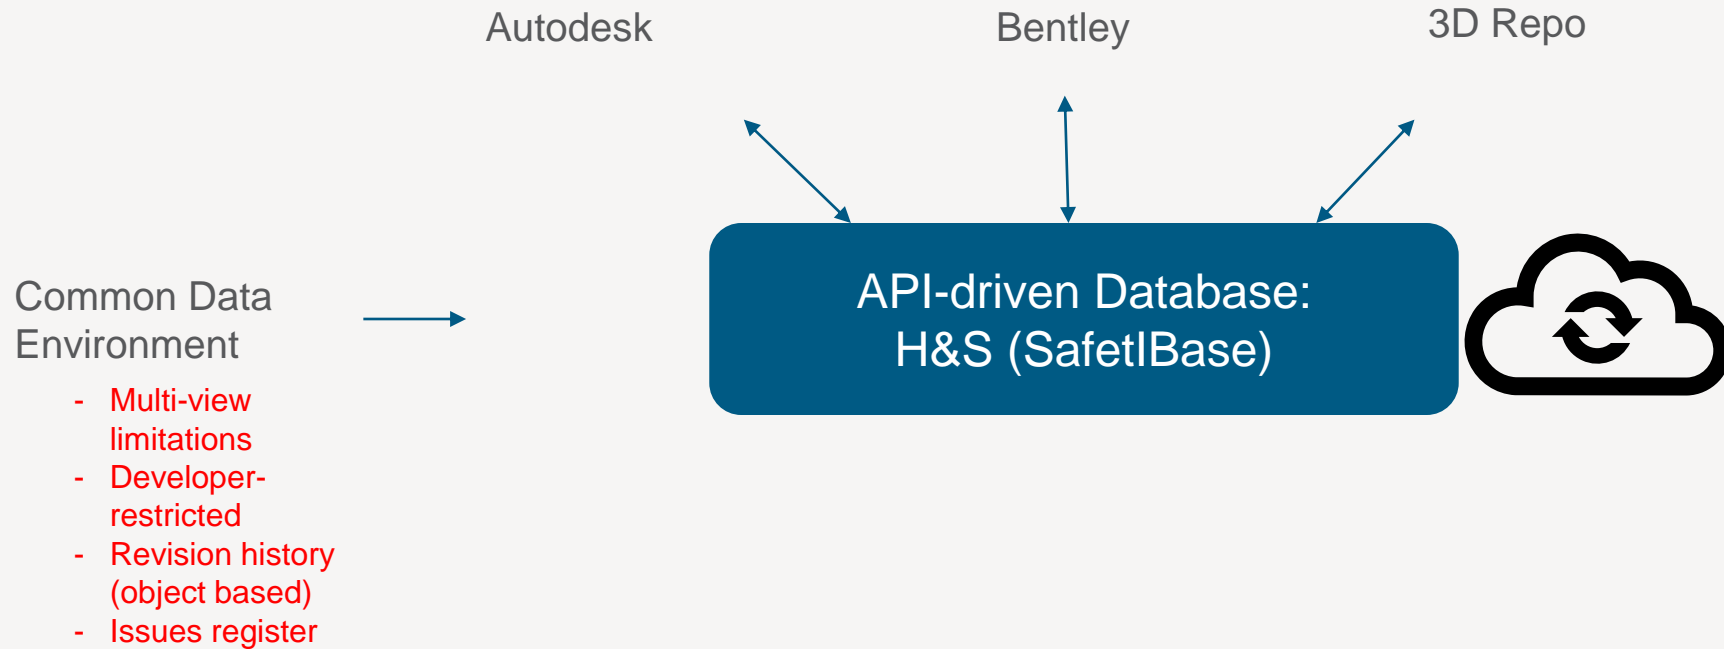 Autodesk
Bentley
3D Repo
API-driven Database:
H&S (SafetIBase)
Common Data
Environment
- Multi-view
limitations
- Developer-
restricted
- Revision history
(object based)
- Issues register